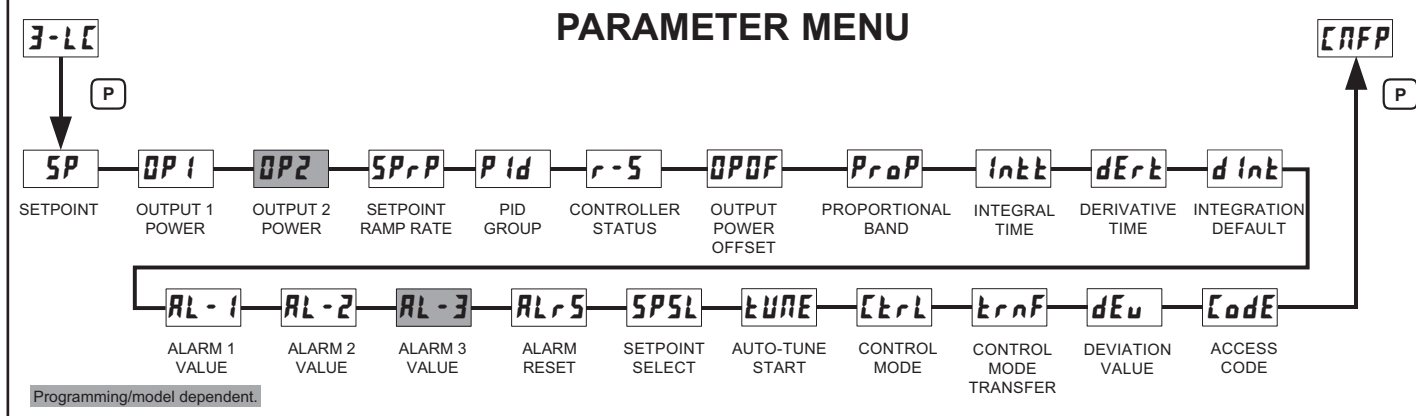 PARAMETER MENU
3-LC
CNFP
P
P
SP
OP1
OP2
SPrP
PId
r-S
OPOF
ProP
Intt
dErt
dInt
SETPOINT
OUTPUT 1
POWER
OUTPUT 2
POWER
SETPOINT
RAMP RATE
PID
GROUP
CONTROLLER
STATUS
OUTPUT
POWER
OFFSET
PROPORTIONAL
BAND
INTEGRAL
TIME
DERIVATIVE
TIME
INTEGRATION
DEFAULT
AL-1
AL-2
AL-3
ALrS
SPSL
tUNE
CtrL
trnF
dEv
CodE
ALARM 1
VALUE
ALARM 2
VALUE
ALARM 3
VALUE
ALARM
RESET
SETPOINT
SELECT
AUTO-TUNE
START
CONTROL
MODE
CONTROL
MODE
TRANSFER
DEVIATION
VALUE
ACCESS
CODE
Programming/model dependent.